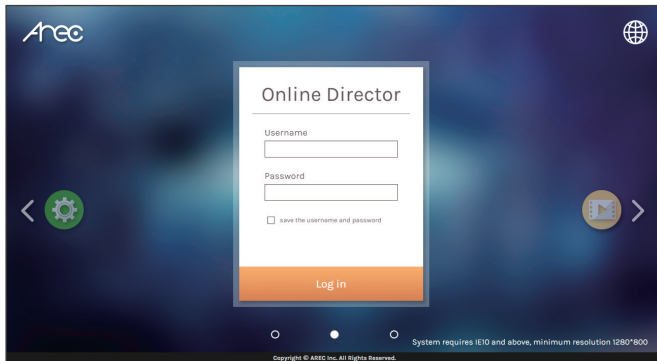 Arec
Online Director
Username
Password
save the username and password
Log in
System requires IE10 and above, minimum resolution 1280*800
Copyright © AREC Inc. All Rights Reserved.